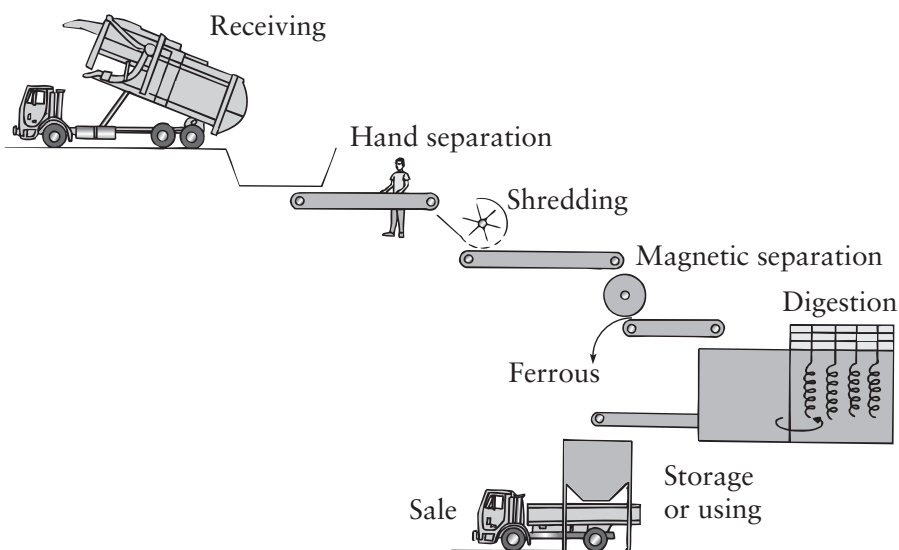 Receiving
Hand separation
Shredding
Magnetic separation
Digestion
Ferrous
Storage
or using
Sale